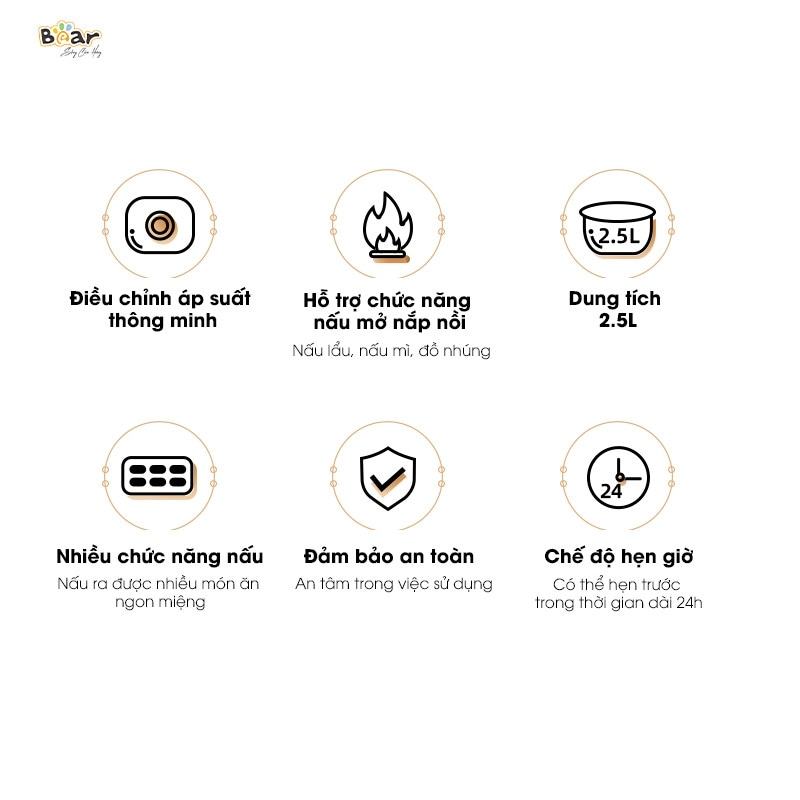 Bear
Điều chỉnh áp suất
thông minh
Hỗ trợ chức năng
nấu mở nắp nồi
Nấu lẩu, nấu mì, đồ nhúng
2.5L
Dung tích
2.5L
Nhiều chức năng nấu
Nấu ra được nhiều món ăn
ngon miệng
Đảm bảo an toàn
An tâm trong việc sử dụng
24
Chế độ hẹn giờ
Có thể hẹn trước
trong thời gian dài 24h